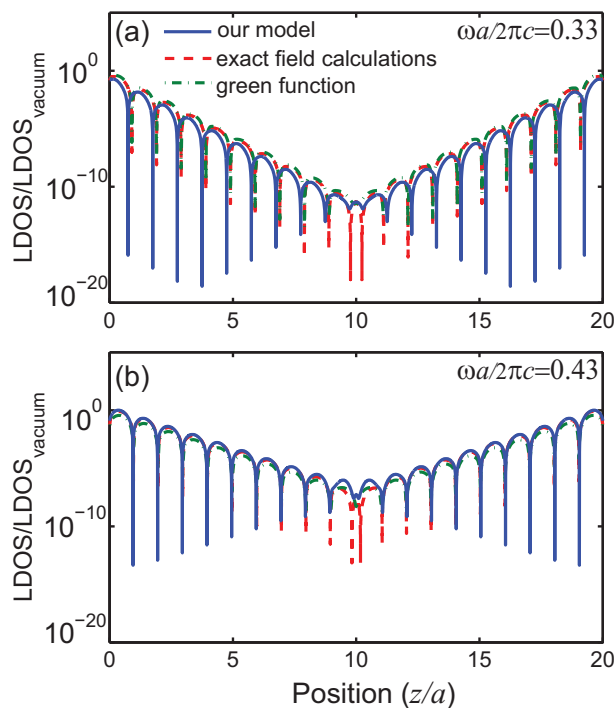 (a)
our model
ωa/2πc=0.33
exact field calculations
green function
LDOS/LDOS_vacuum
10^0
10^-10
10^-20
0 5 10 15 20
(b)
ωa/2πc=0.43
LDOS/LDOS_vacuum
10^0
10^-10
10^-20
0 5 10 15 20
Position (z/a)